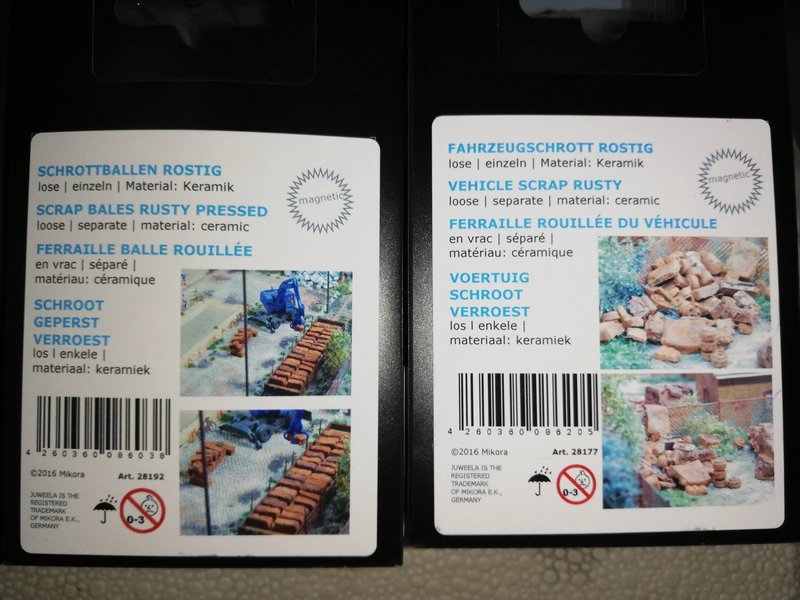 SCHROTTBALLEN ROSTIG
lose | einzeln | Material: Keramik
magnetic
SCRAP BALES RUSTY PRESSED
loose | separate | material: ceramic
FERRAILLE BALLE ROUILLÉE
en vrac | séparé |
matériau: céramique
SCHROOT
GEPERST
VERROEST
los l enkele |
materiaal: keramiek
4 260360 086038
©2016 Mikora
Art. 28192
JUWEELA IS THE
REGISTERED
TRADEMARK
OF MIKORA E.K.,
GERMANY
0-3
FAHRZEUGSCHROTT ROSTIG
lose | einzeln | Material: Keramik
magnetic
VEHICLE SCRAP RUSTY
loose | separate | material: ceramic
FERRAILLE ROUILLÉE DU VÉHICULE
en vrac | séparé |
matériau: céramique
VOERTUIG
SCHROOT
VERROEST
los l enkele |
materiaal: keramiek
4 260360 086205
©2016 Mikora
Art. 28177
JUWEELA IS THE
REGISTERED
TRADEMARK
OF MIKORA E.K.,
GERMANY
0-3